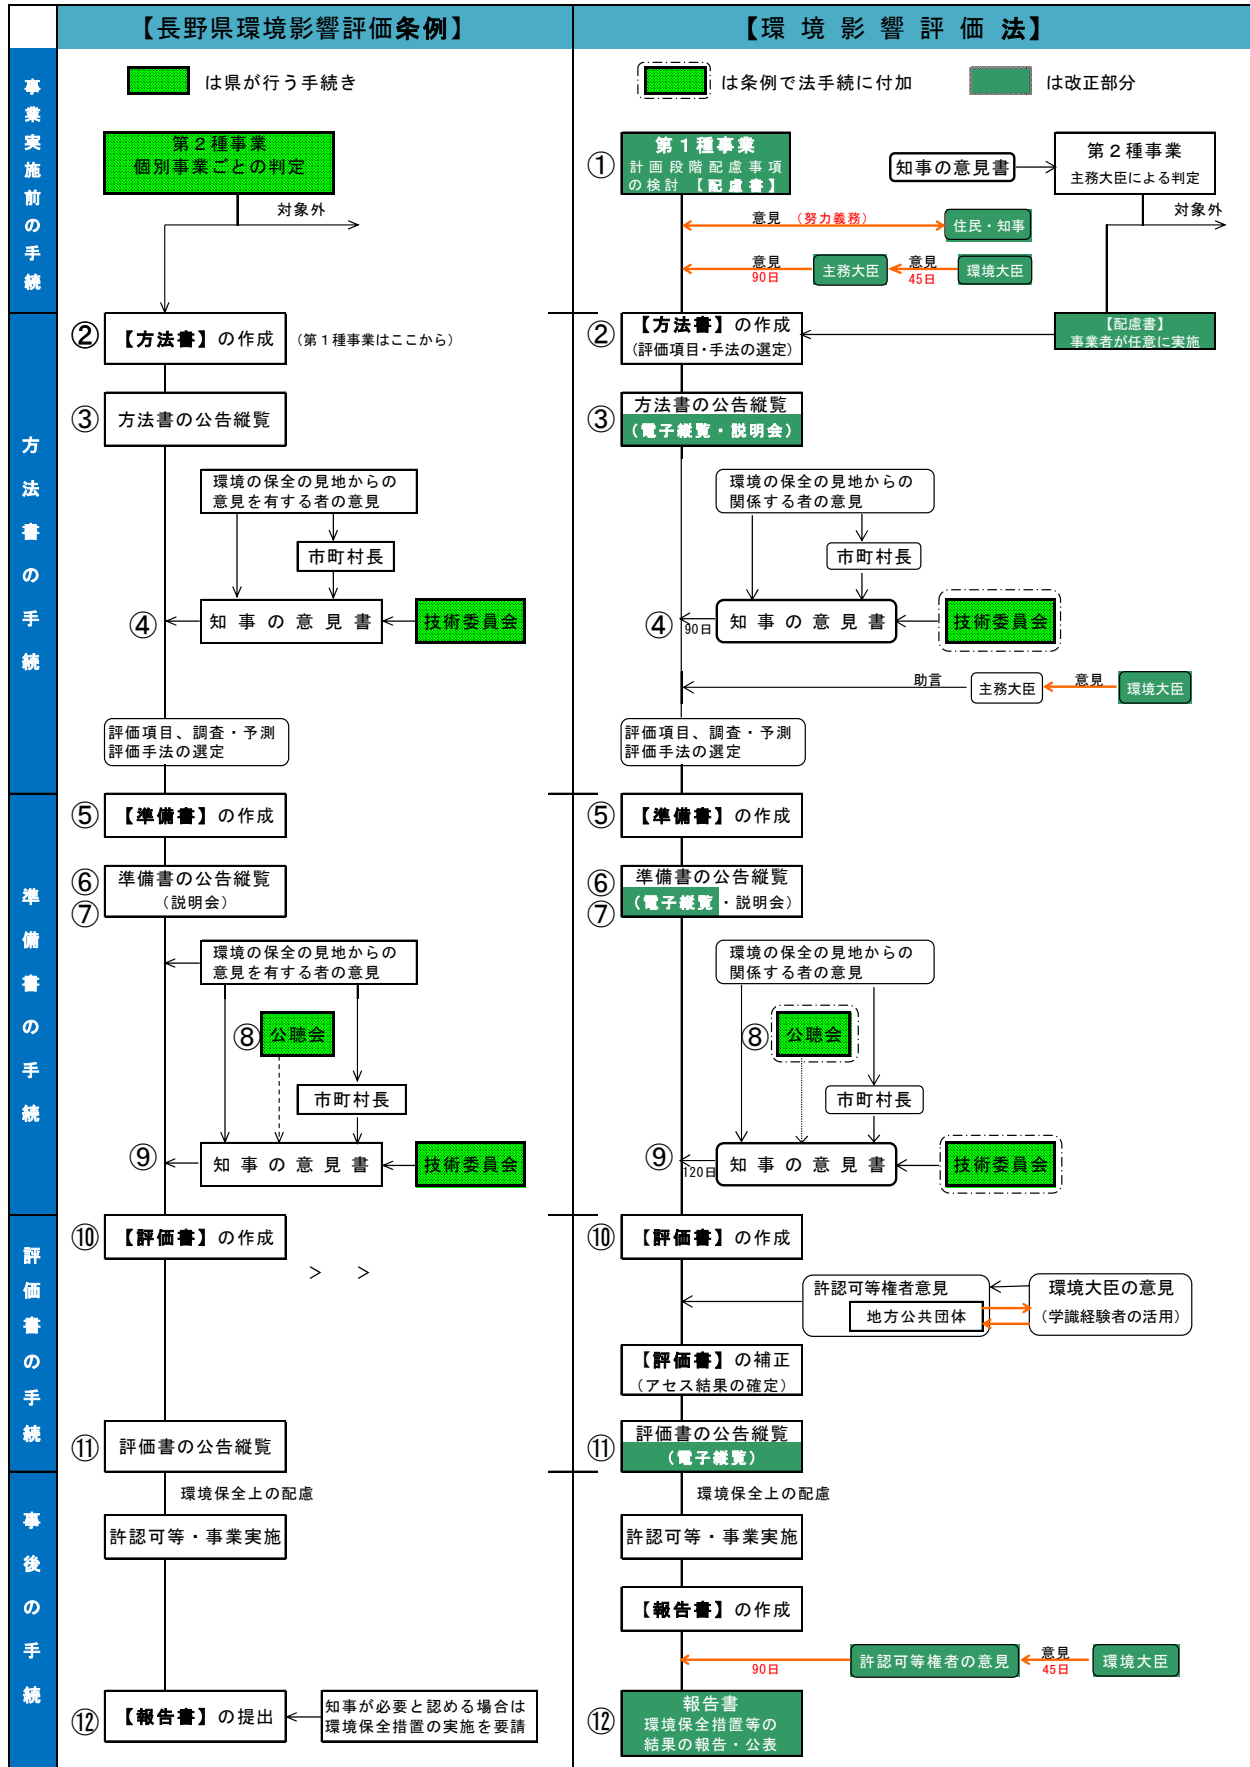 【長野県環境影響評価条例】
【環境影響評価法】
事業実施前の手続
は県が行う手続き
は条例で法手続に付加
は改正部分
第２種事業
個別事業ごとの判定
対象外
①
第１種事業
計画段階配慮事項
の検討 【配慮書】
知事の意見書
第２種事業
主務大臣による判定
対象外
意見 （努力義務）
住民・知事
意見
90日
主務大臣
意見
45日
環境大臣
方法書の手続
②
【方法書】の作成
（第１種事業はここから）
②
【方法書】の作成
（評価項目・手法の選定）
【配慮書】
事業者が任意に実施
③
方法書の公告縦覧
③
方法書の公告縦覧
（電子縦覧・説明会）
環境の保全の見地からの
意見を有する者の意見
市町村長
④
知事の意見書
技術委員会
環境の保全の見地からの
関係する者の意見
市町村長
④
90日
知事の意見書
技術委員会
助言
主務大臣
意見
環境大臣
評価項目、調査・予測
評価手法の選定
評価項目、調査・予測
評価手法の選定
準備書の手続
⑤
【準備書】の作成
⑤
【準備書】の作成
⑥
⑦
準備書の公告縦覧
（説明会）
⑥
⑦
準備書の公告縦覧
（電子縦覧・説明会）
環境の保全の見地からの
意見を有する者の意見
⑧
公聴会
市町村長
⑨
知事の意見書
技術委員会
環境の保全の見地からの
関係する者の意見
⑧
公聴会
市町村長
⑨
120日
知事の意見書
技術委員会
評価書の手続
⑩
【評価書】の作成
＞ ＞
⑩
【評価書】の作成
許認可等権者意見
地方公共団体
環境大臣の意見
（学識経験者の活用）
【評価書】の補正
（アセス結果の確定）
⑪
評価書の公告縦覧
⑪
評価書の公告縦覧
（電子縦覧）
事後の手続
環境保全上の配慮
環境保全上の配慮
許認可等・事業実施
許認可等・事業実施
【報告書】の作成
90日
許認可等権者の意見
意見
45日
環境大臣
⑫
【報告書】の提出
知事が必要と認める場合は
環境保全措置の実施を要請
⑫
報告書
環境保全措置等の
結果の報告・公表